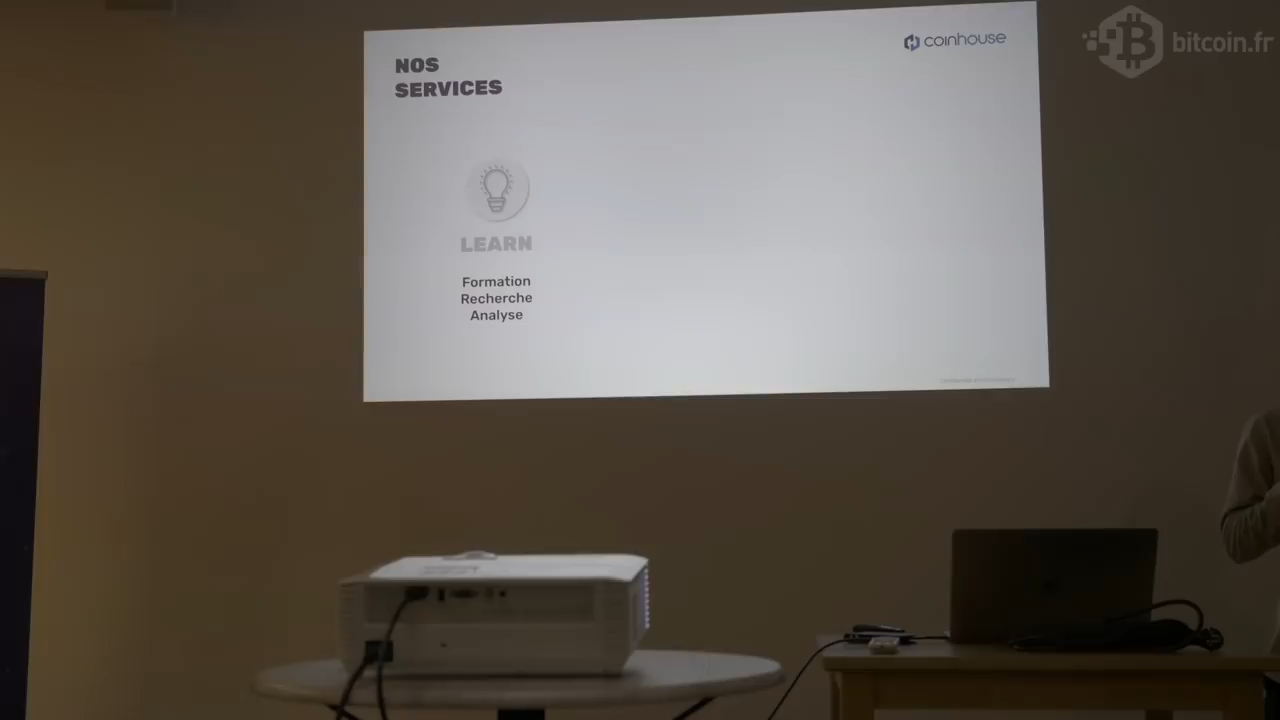 NOS
SERVICES
coinhouse
bitcoin.fr
LEARN
Formation
Recherche
Analyse